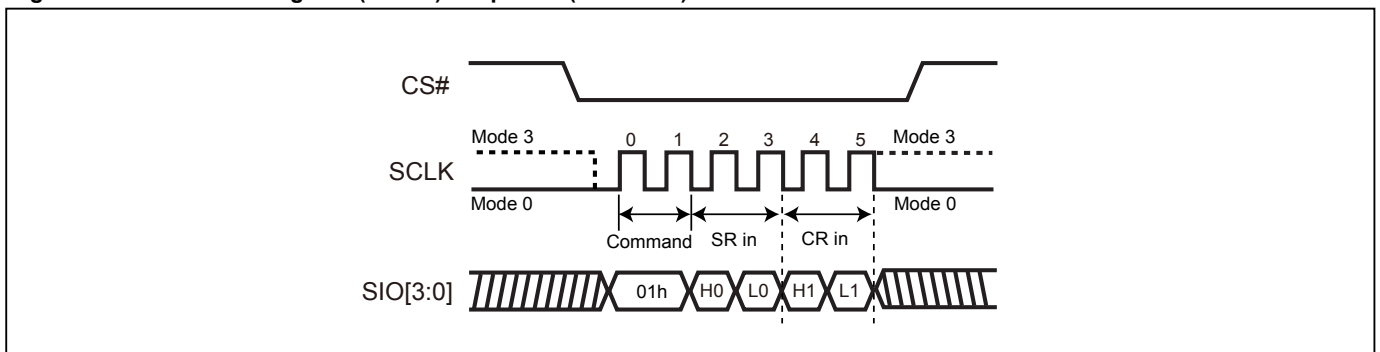 CS#
Mode 3
0 1 2 3 4 5
Mode 3
SCLK
Mode 0
Mode 0
Command
SR in
CR in
SIO[3:0]
01h
H0
L0
H1
L1